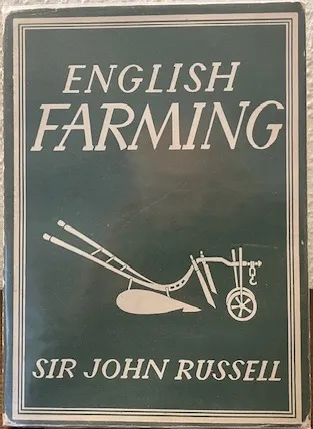 ENGLISH
FARMING
SIR JOHN RUSSELL